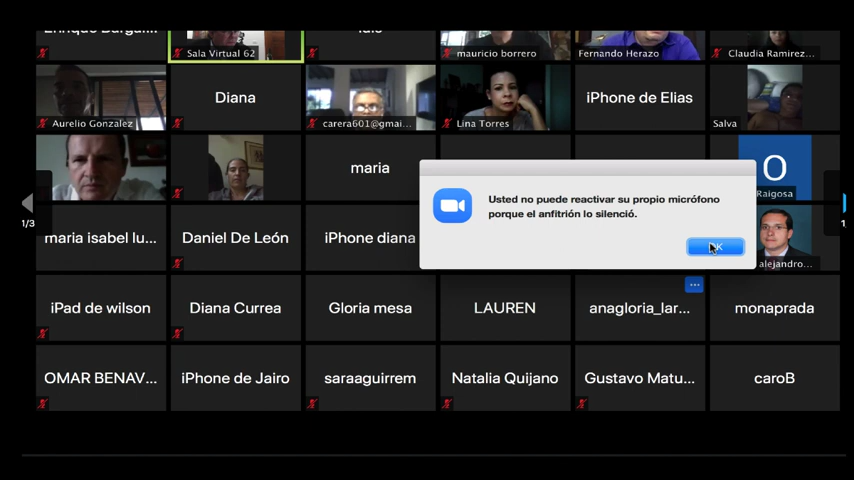 Sala Virtual 62
mauricio borrero
Fernando Herazo
Claudia Ramirez...
Aurelio Gonzalez
Diana
carera601@gmai...
Lina Torres
iPhone de Elias
Salva
maria
Usted no puede reactivar su propio micrófono
porque el anfitrión lo silenció.
OK
O
Raigosa
1/3
maria isabel lu...
Daniel De León
iPhone diana
alejandro...
iPad de wilson
Diana Currea
Gloria mesa
LAUREN
anagloria_lar...
monaprada
OMAR BENAV...
iPhone de Jairo
saraaguirrem
Natalia Quijano
Gustavo Matu...
caroB